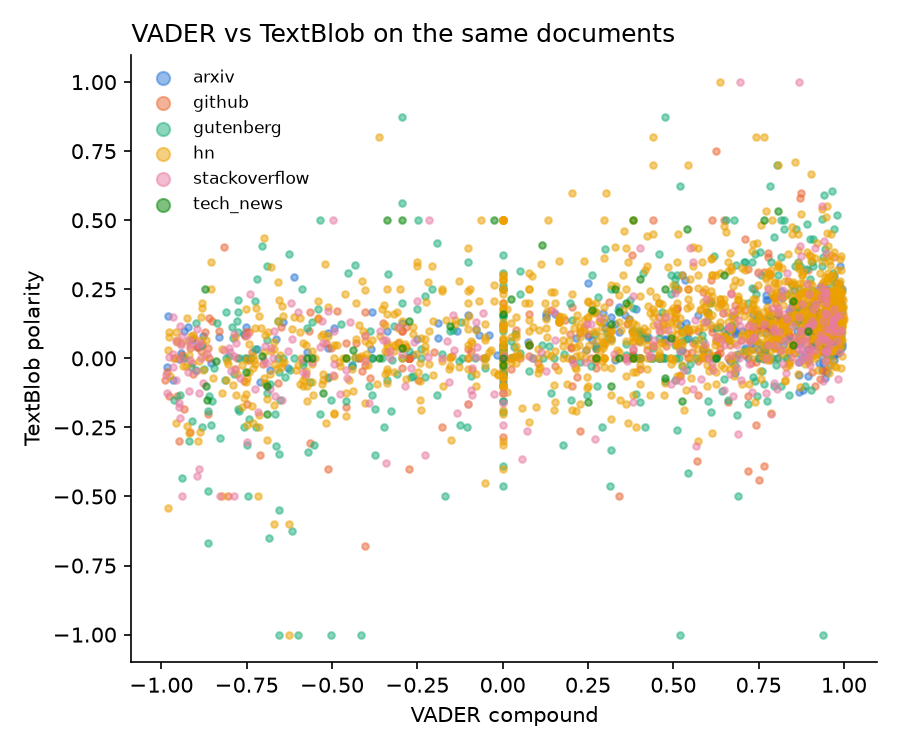 VADER vs TextBlob on the same documents
arxiv
github
gutenberg
hn
stackoverflow
tech_news
TextBlob polarity
1.00
0.75
0.50
0.25
0.00
−0.25
−0.50
−0.75
−1.00
−1.00 −0.75 −0.50 −0.25 0.00 0.25 0.50 0.75 1.00
VADER compound